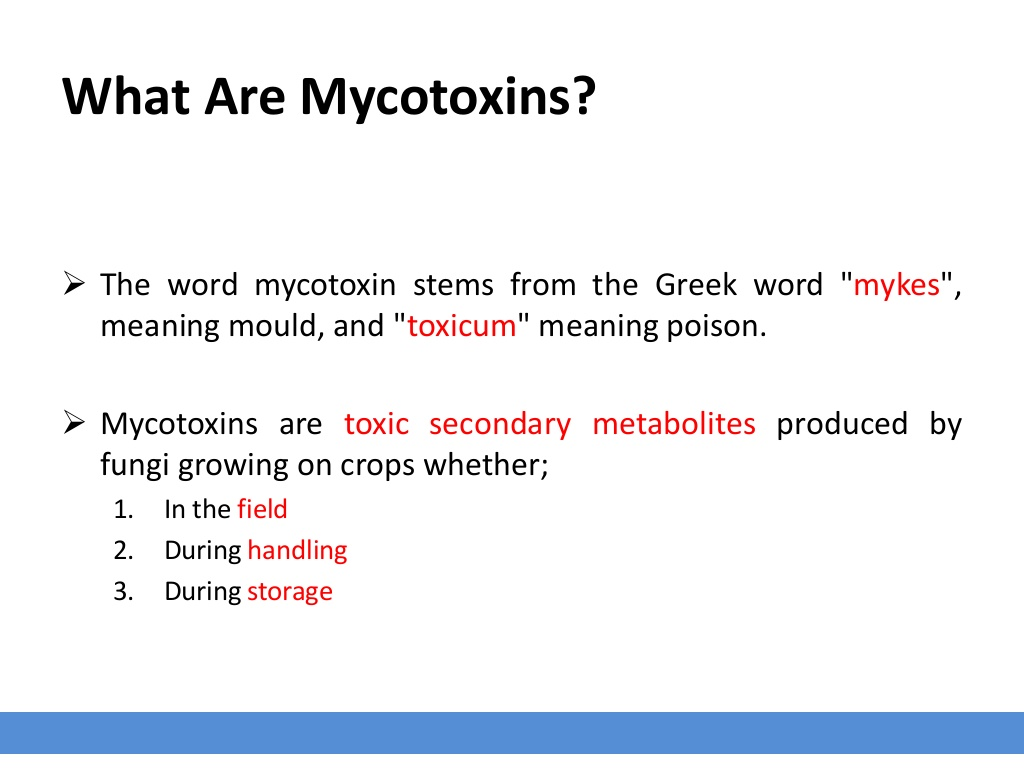 What Are Mycotoxins?
➢ The word mycotoxin stems from the Greek word "mykes",
meaning mould, and "toxicum" meaning poison.
➢ Mycotoxins are toxic secondary metabolites produced by
fungi growing on crops whether;
1. In the field
2. During handling
3. During storage